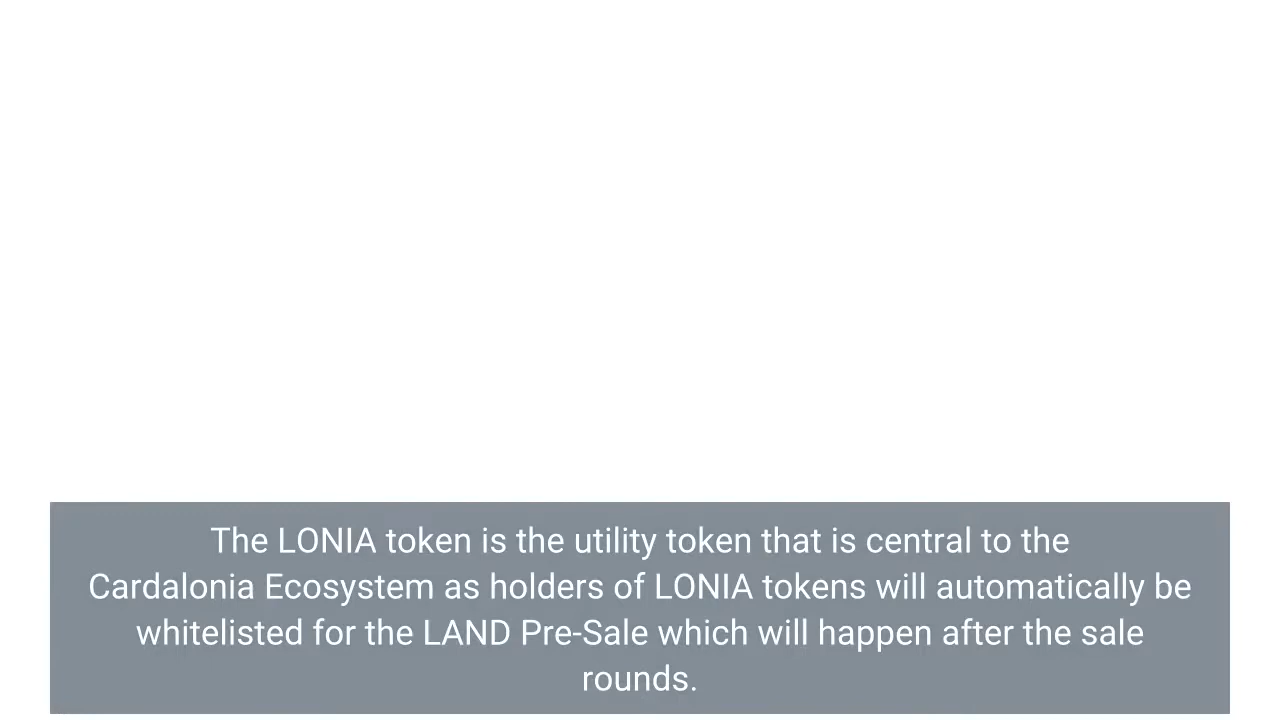 The LONIA token is the utility token that is central to the
Cardalonia Ecosystem as holders of LONIA tokens will automatically be
whitelisted for the LAND Pre-Sale which will happen after the sale
rounds.